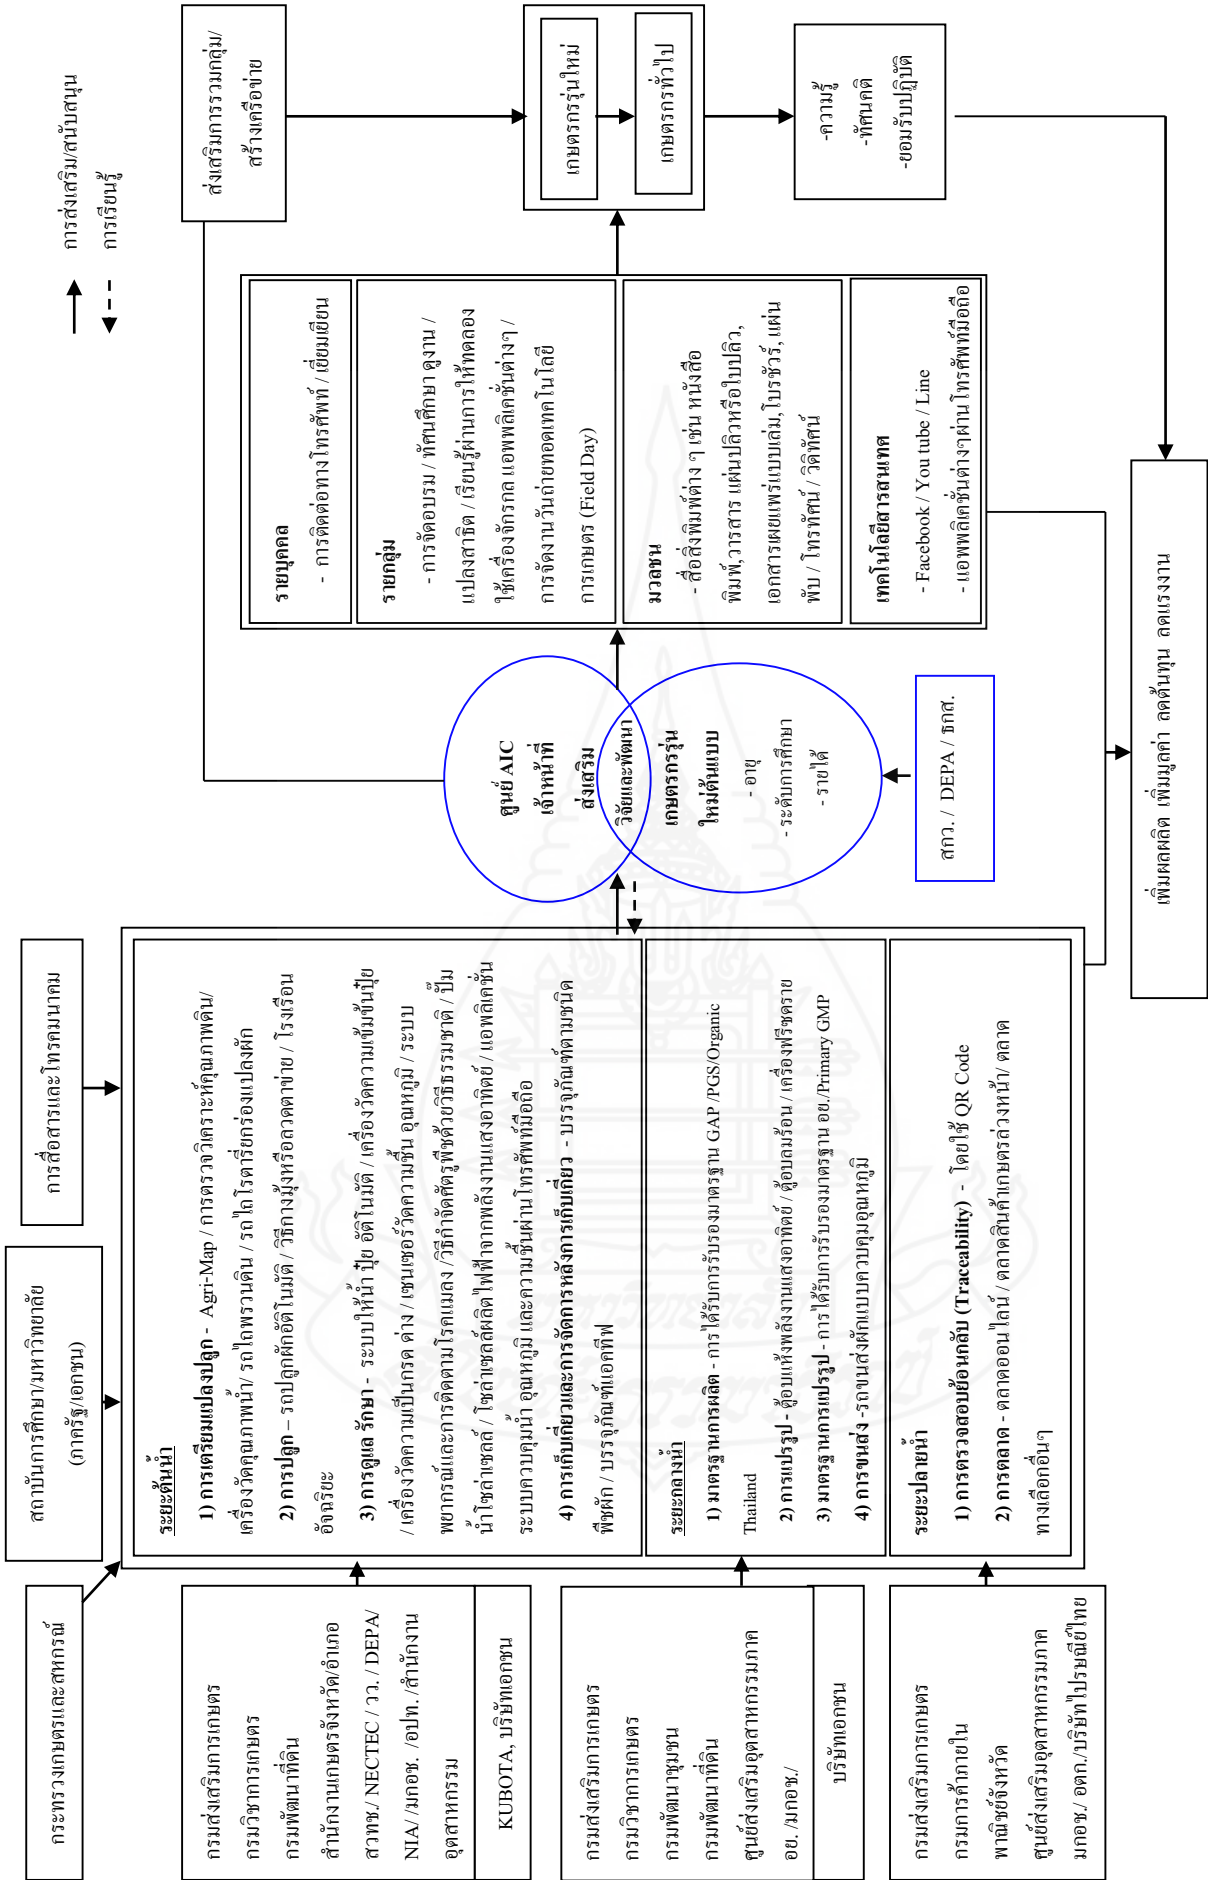 กระทรวงเกษตรและสหกรณ์
สถาบันการศึกษา/มหาวิทยาลัย
(ภาครัฐ/เอกชน)
การสื่อสารและโทรคมนาคม
กรมส่งเสริมการเกษตร
กรมวิชาการเกษตร
กรมพัฒนาที่ดิน
สำนักงานเกษตรจังหวัด/อำเภอ
สวทช./ NECTEC / วว. / DEPA/
NIA/ /มกอช. /อปท. /สำนักงาน
อุตสาหกรรม
KUBOTA, บริษัทเอกชน
กรมส่งเสริมการเกษตร
กรมวิชาการเกษตร
กรมพัฒนาชุมชน
กรมพัฒนาที่ดิน
ศูนย์ส่งเสริมอุตสาหกรรมภาค
อย. /มกอช./
บริษัทเอกชน
กรมส่งเสริมการเกษตร
กรมการค้าภายใน
พาณิชย์จังหวัด
ศูนย์ส่งเสริมอุตสาหกรรมภาค
มกอช./ อตก./บริษัทไปรษณีย์ไทย
ระยะต้นน้ำ
1) การเตรียมแปลงปลูก - Agri-Map / การตรวจวิเคราะห์คุณภาพดิน/
เครื่องวัดคุณภาพน้ำ/ รถไถพรวนดิน / รถไถโรตารี่ยกร่องแปลงผัก
2) การปลูก – รถปลูกผักอัติโนมัติ / วิธีกางมุ้งหรือลวดตาข่าย / โรงเรือน
อัจฉริยะ
3) การดูแล รักษา - ระบบให้น้ำ ปุ๋ย อัติโนมัติ / เครื่องวัดความเข้มข้นปุ๋ย
/ เครื่องวัดความเป็นกรด ด่าง / เซนเซอร์วัดความชื้น อุณหภูมิ / ระบบ
พยากรณ์และการติดตามโรคแมลง /วิธีกำจัดศัตรูพืชด้วยวิธีธรรมชาติ / ปั๊ม
น้ำโซล่าเซลล์ / โซล่าเซลล์ผลิตไฟฟ้าจากพลังงานแสงอาทิตย์ / แอพลิเคชัน
ระบบควบคุมน้ำ อุณหภูมิ และความชื้นผ่านโทรศัพท์มือถือ
4) การเก็บเกี่ยวและการจัดการหลังการเก็บเกี่ยว - บรรจุภัณฑ์ตามชนิด
พืชผัก / บรรจุภัณฑ์แอคทีฟ
ระยะกลางน้ำ
1) มาตรฐานการผลิต - การได้รับการรับรองมาตรฐาน GAP /PGS/Organic
Thailand
2) การแปรรูป - ตู้อบแห้งพลังงานแสงอาทิตย์ / ตู้อบลมร้อน / เครื่องฟรีซดราย
3) มาตรฐานการแปรรูป - การได้รับการรับรองมาตรฐาน อย./Primary GMP
4) การขนส่ง -รถขนส่งผักแบบควบคุมอุณหภูมิ
ระยะปลายน้ำ
1) การตรวจสอบย้อนกลับ (Traceability) - โดยใช้ QR Code
2) การตลาด - ตลาดออนไลน์ / ตลาดสินค้าเกษตรล่วงหน้า/ ตลาด
ทางเลือกอื่นๆ
ศูนย์ AIC
เจ้าหน้าที่
ส่งเสริม
วิจัยและพัฒนา
เกษตรกรรุ่น
ใหม่ต้นแบบ
- อายุ
- ระดับการศึกษา
- รายได้
สกว. / DEPA / ธกส.
รายบุคคล
- การติดต่อทางโทรศัพท์ / เยี่ยมเยียน
รายกลุ่ม
- การจัดอบรม / ทัศนศึกษา ดูงาน /
แปลงสาธิต / เรียนรู้ผ่านการให้ทดลอง
ใช้เครื่องจักรกล แอพพลิเคชั่นต่างๆ /
การจัดงานวันถ่ายทอดเทคโนโลยี
การเกษตร (Field Day)
มวลชน
- สื่อสิ่งพิมพ์ต่าง ๆ เช่น หนังสือ
พิมพ์,วารสาร แผ่นปลิวหรือใบปลิว,
เอกสารเผยแพร่แบบเล่ม,โบรชัวร์, แผ่น
พับ / โทรทัศน์ / วิดิทัศน์
เทคโนโลยีสารสนเทศ
- Facebook / You tube / Line
- แอพพลิเคชั่นต่างๆผ่านโทรศัพท์มือถือ
การส่งเสริม/สนับสนุน
การเรียนรู้
ส่งเสริมการรวมกลุ่ม/
สร้างเครือข่าย
เกษตรกรรุ่นใหม่
เกษตรกรทั่วไป
-ความรู้
-ทัศนคติ
-ยอมรับปฏิบัติ
เพิ่มผลผลิต เพิ่มมูลค่า ลดต้นทุน ลดแรงงาน